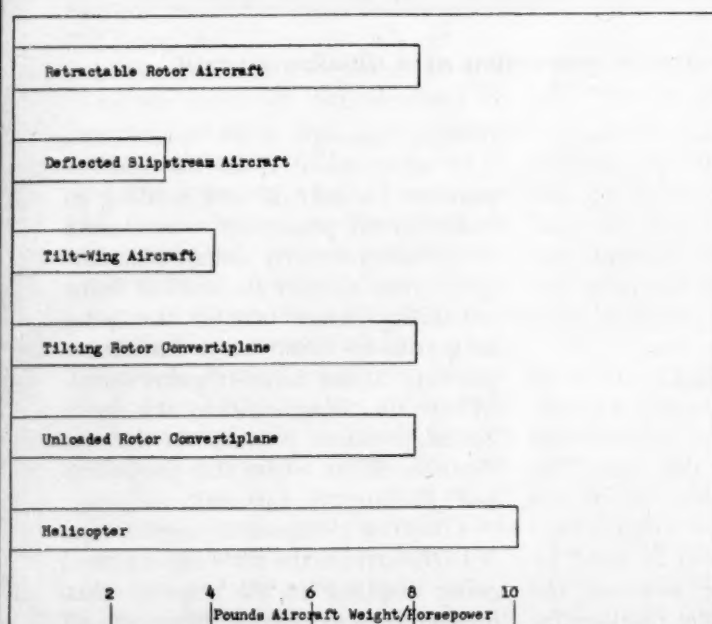 Retractable Rotor Aircraft
Deflected Slipstream Aircraft
Tilt-Wing Aircraft
Tilting Rotor Convertiplane
Unloaded Rotor Convertiplane
Helicopter
2 4 6 8 10
Pounds Aircraft Weight/Horsepower